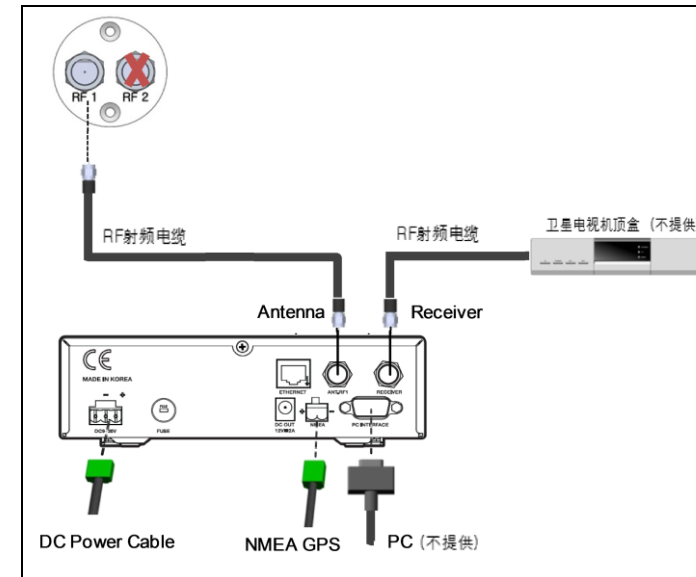 RF 1
RF 2
RF射频电缆
RF射频电缆
卫星电视机顶盒 (不提供
Antenna
Receiver
CE
MADE IN KOREA
ETHERNET
ANT-RF1
RECEIVER
DC OUT
NMEA
PC INTERFACE
FUSE
DC Power Cable
NMEA GPS
PC (不提供)